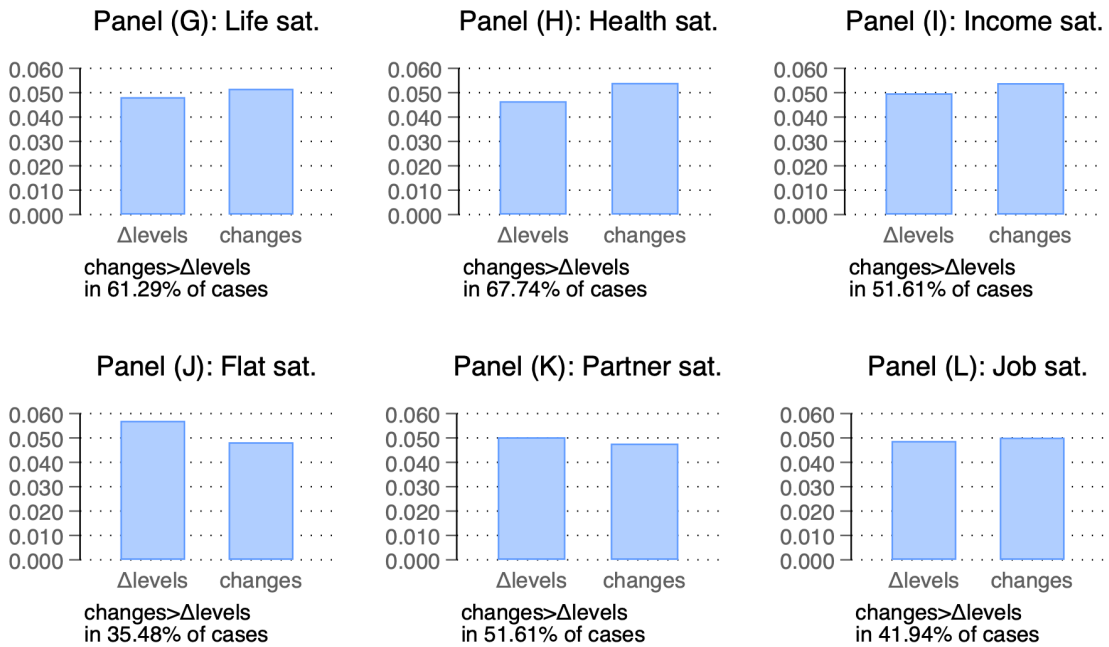 Panel (G): Life sat.
0.060
0.050
0.040
0.030
0.020
0.010
0.000
Δlevels changes
changes>Δlevels
in 61.29% of cases
Panel (H): Health sat.
0.060
0.050
0.040
0.030
0.020
0.010
0.000
Δlevels changes
changes>Δlevels
in 67.74% of cases
Panel (I): Income sat.
0.060
0.050
0.040
0.030
0.020
0.010
0.000
Δlevels changes
changes>Δlevels
in 51.61% of cases
Panel (J): Flat sat.
0.060
0.050
0.040
0.030
0.020
0.010
0.000
Δlevels changes
changes>Δlevels
in 35.48% of cases
Panel (K): Partner sat.
0.060
0.050
0.040
0.030
0.020
0.010
0.000
Δlevels changes
changes>Δlevels
in 51.61% of cases
Panel (L): Job sat.
0.060
0.050
0.040
0.030
0.020
0.010
0.000
Δlevels changes
changes>Δlevels
in 41.94% of cases